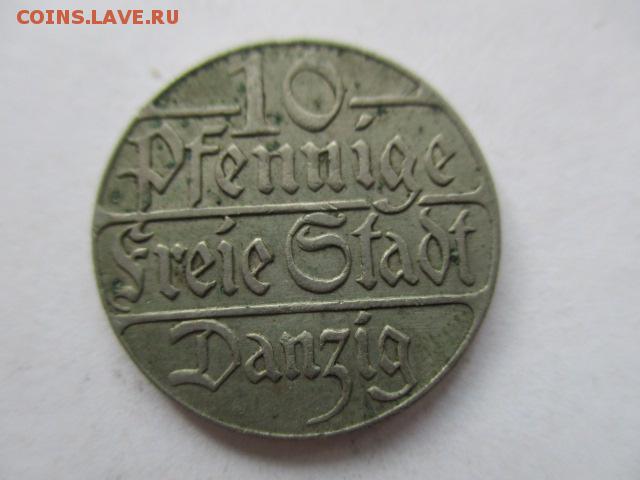 COINS.LAVE.RU
10
Pfennige
Freie Stadt
Danzig